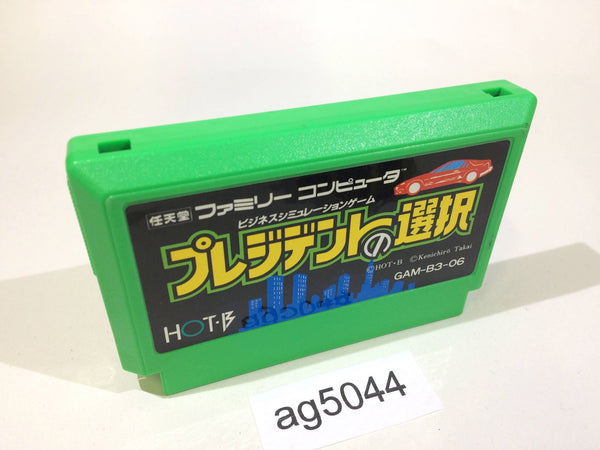 任天堂 ファミリー コンピュータ™
ビジネスシミュレーションゲーム
プレジデントの選択
©HOT・B ©Kenichiro Takai
GAM-B3-06
HOT・B
ag5044